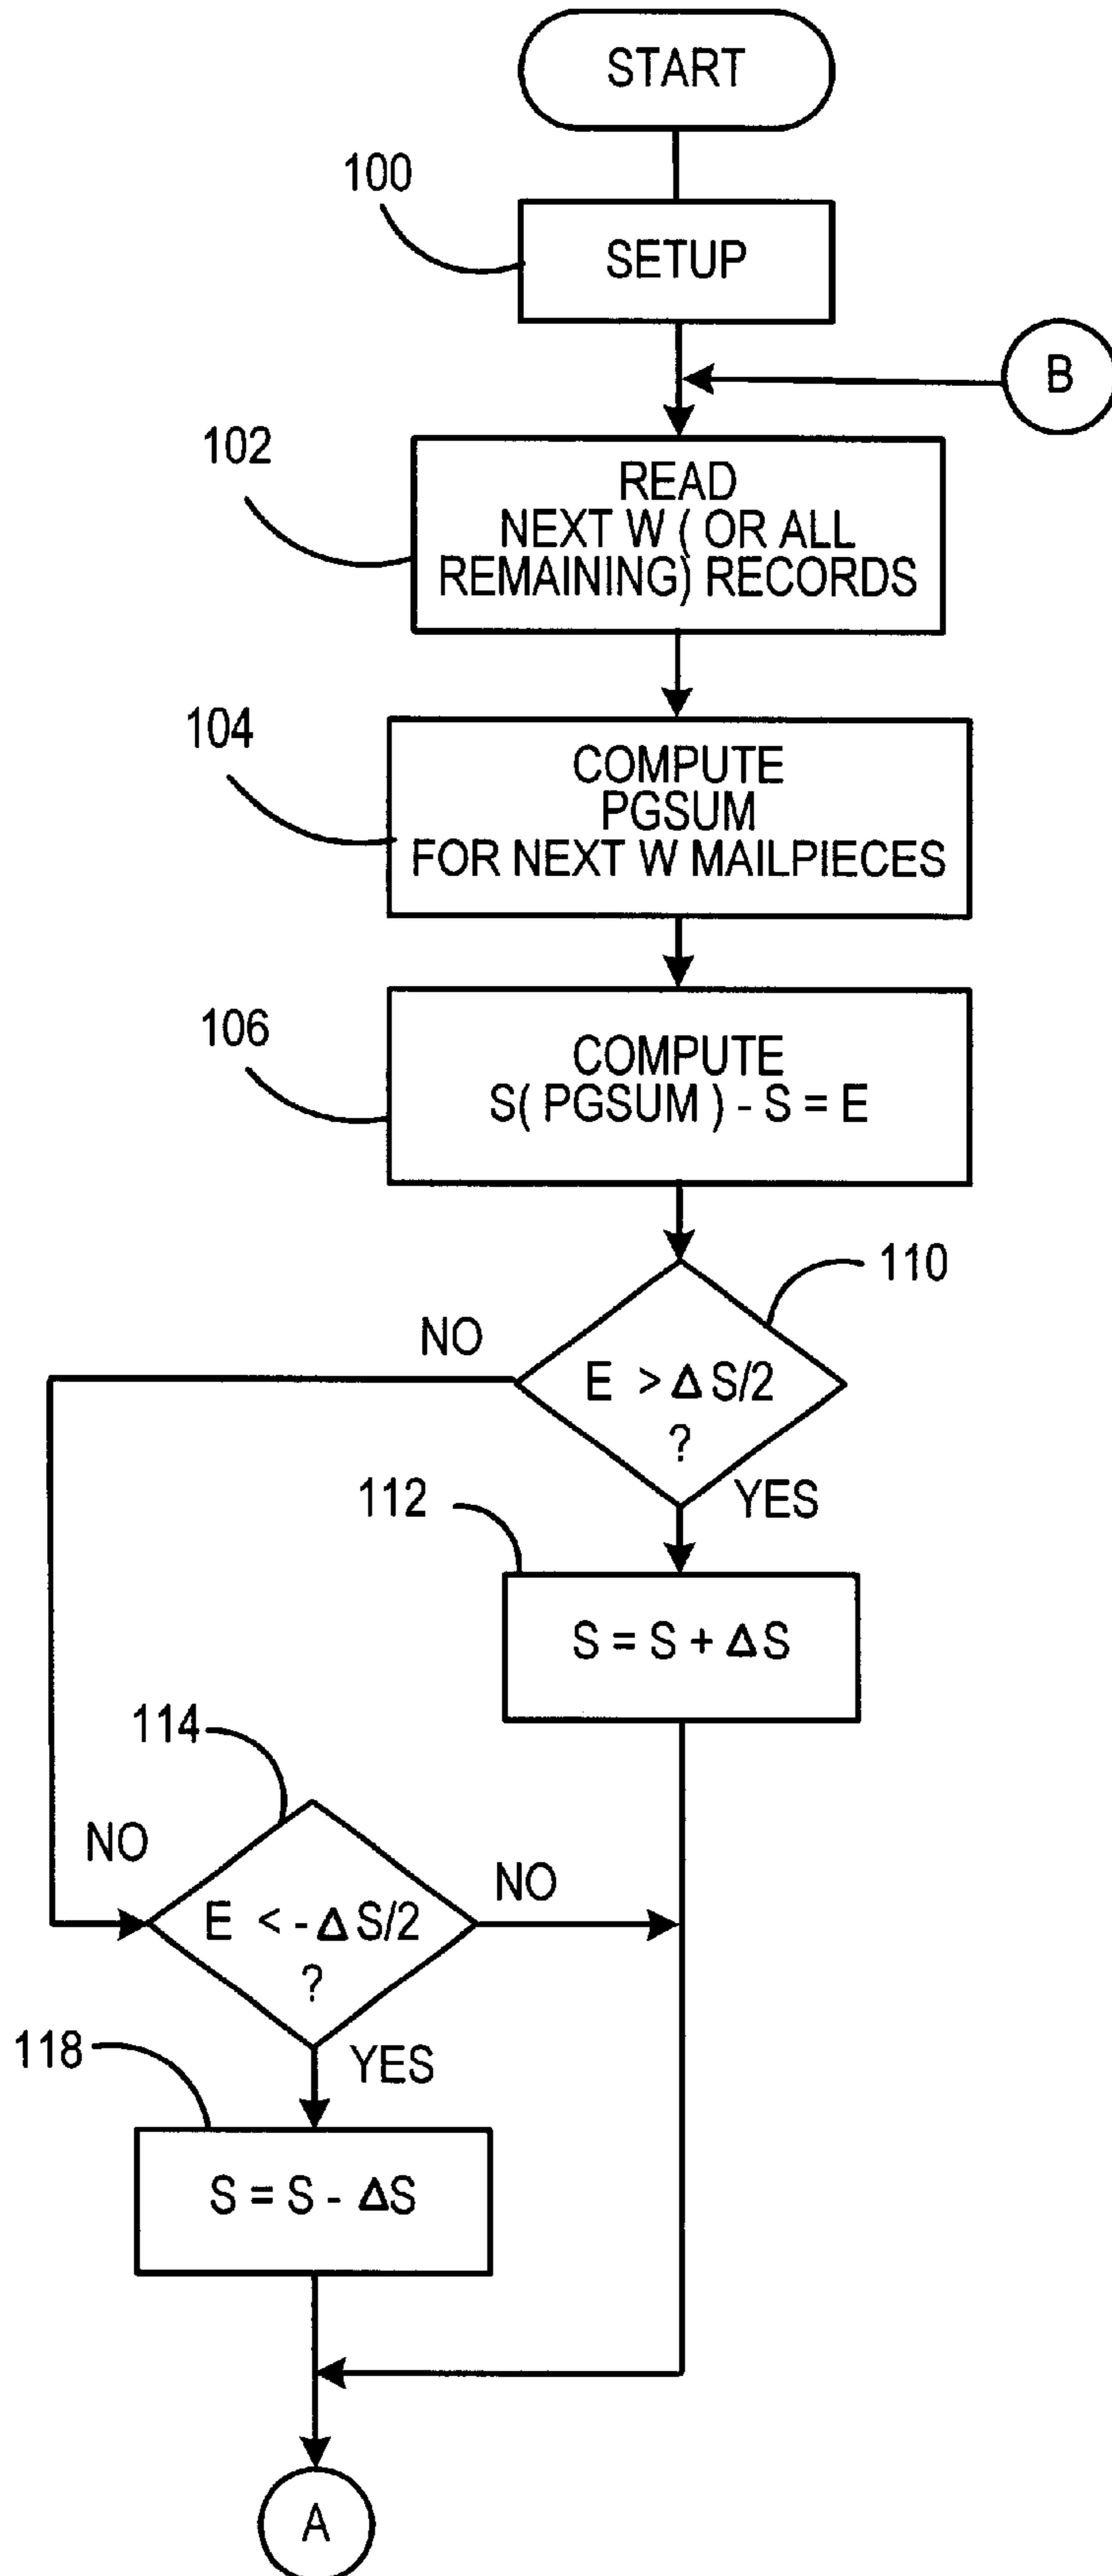 START
100
SETUP
B
102
READ
NEXT W ( OR ALL
REMAINING) RECORDS
104
COMPUTE
PGSUM
FOR NEXT W MAILPIECES
106
COMPUTE
S( PGSUM ) - S = E
110
NO
E > Δ S/2
?
YES
112
S = S + Δ S
114
NO
NO
E < - Δ S/2
?
YES
118
S = S - ΔS
A